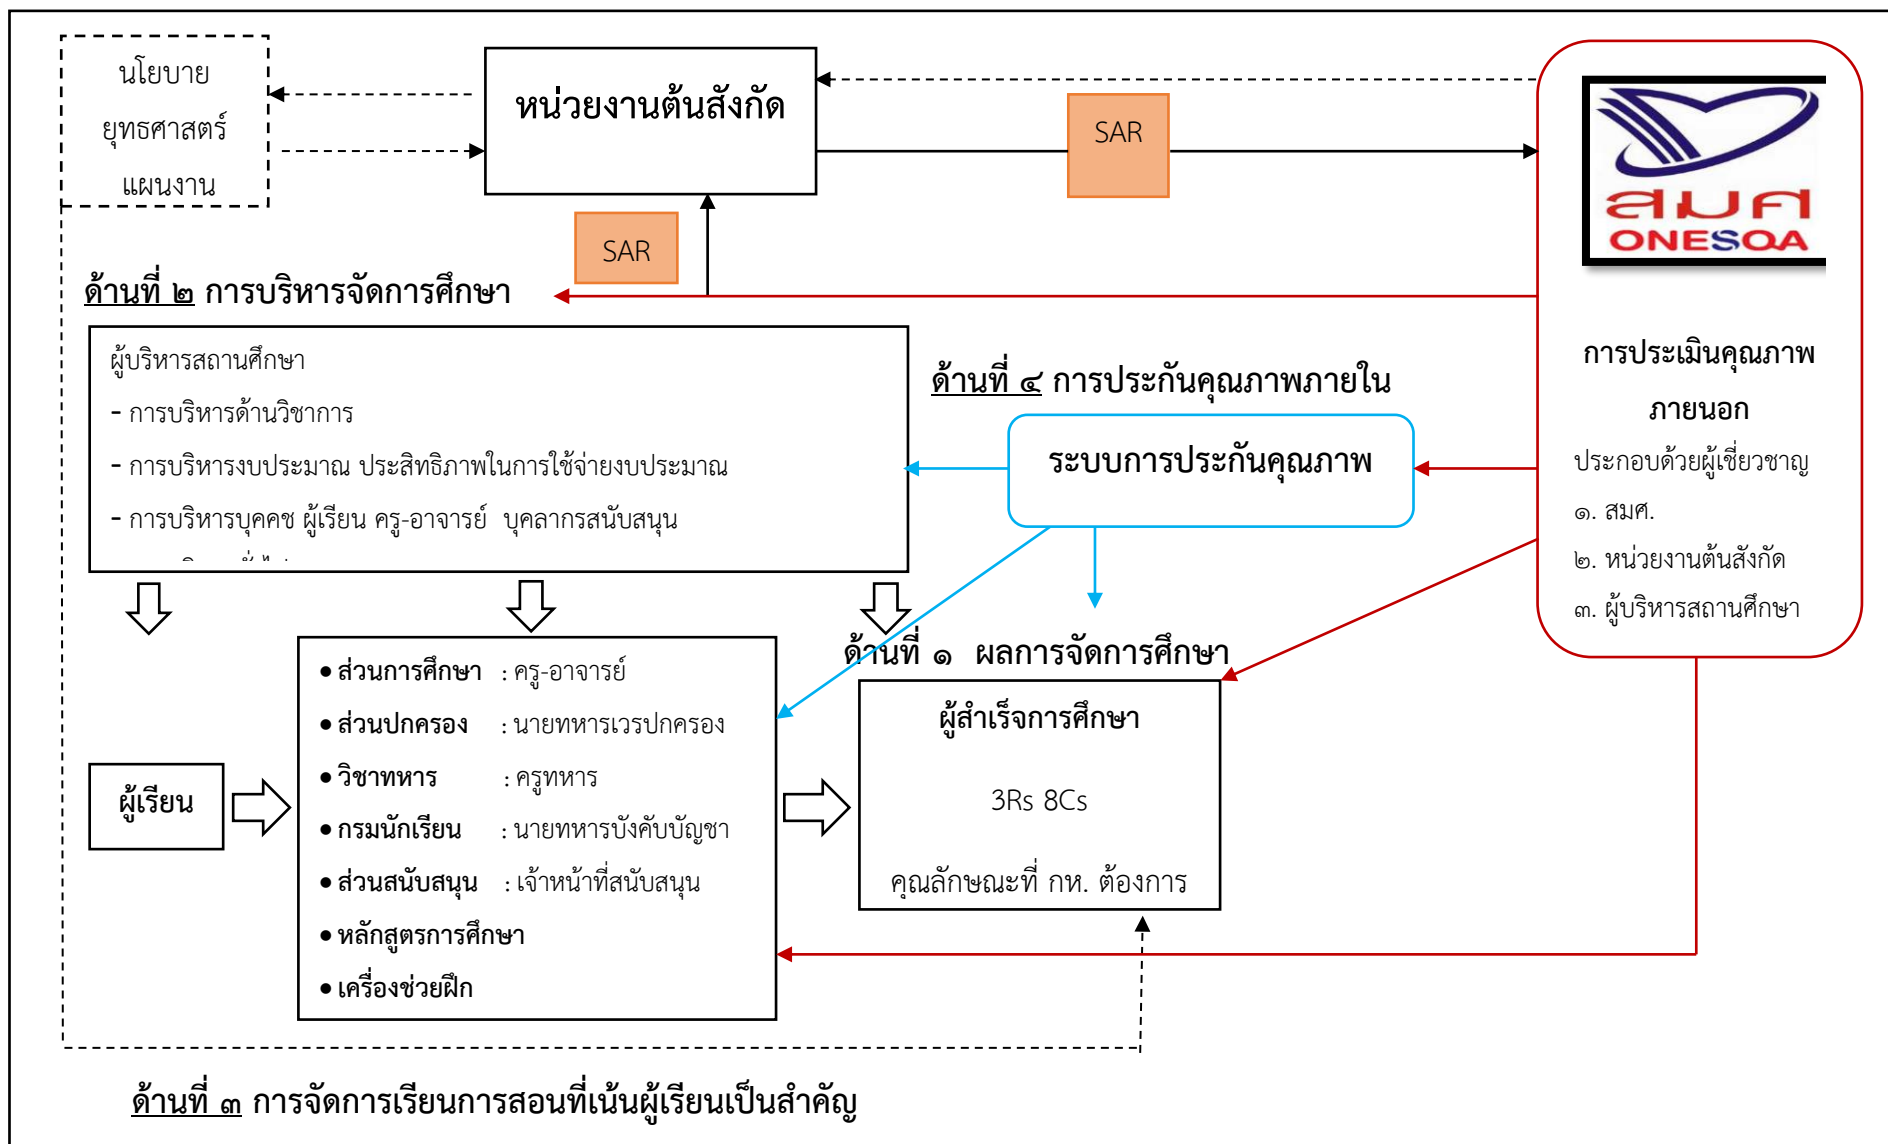 นโยบาย
ยุทธศาสตร์
แผนงาน
หน่วยงานต้นสังกัด
SAR
สมศ
ONESQA
SAR
ด้านที่ ๒ การบริหารจัดการศึกษา
ผู้บริหารสถานศึกษา
- การบริหารด้านวิชาการ
- การบริหารงบประมาณ ประสิทธิภาพในการใช้จ่ายงบประมาณ
- การบริหารบุคคช ผู้เรียน ครู-อาจารย์ บุคลากรสนับสนุน
ด้านที่ ๔ การประกันคุณภาพภายใน
ระบบการประกันคุณภาพ
การประเมินคุณภาพ
ภายนอก
ประกอบด้วยผู้เชี่ยวชาญ
๑. สมศ.
๒. หน่วยงานต้นสังกัด
๓. ผู้บริหารสถานศึกษา
ผู้เรียน
• ส่วนการศึกษา : ครู-อาจารย์
• ส่วนปกครอง : นายทหารเวรปกครอง
• วิชาทหาร : ครูทหาร
• กรมนักเรียน : นายทหารบังคับบัญชา
• ส่วนสนับสนุน : เจ้าหน้าที่สนับสนุน
• หลักสูตรการศึกษา
• เครื่องช่วยฝึก
ด้านที่ ๑ ผลการจัดการศึกษา
ผู้สำเร็จการศึกษา
3Rs 8Cs
คุณลักษณะที่ กห. ต้องการ
ด้านที่ ๓ การจัดการเรียนการสอนที่เน้นผู้เรียนเป็นสำคัญ